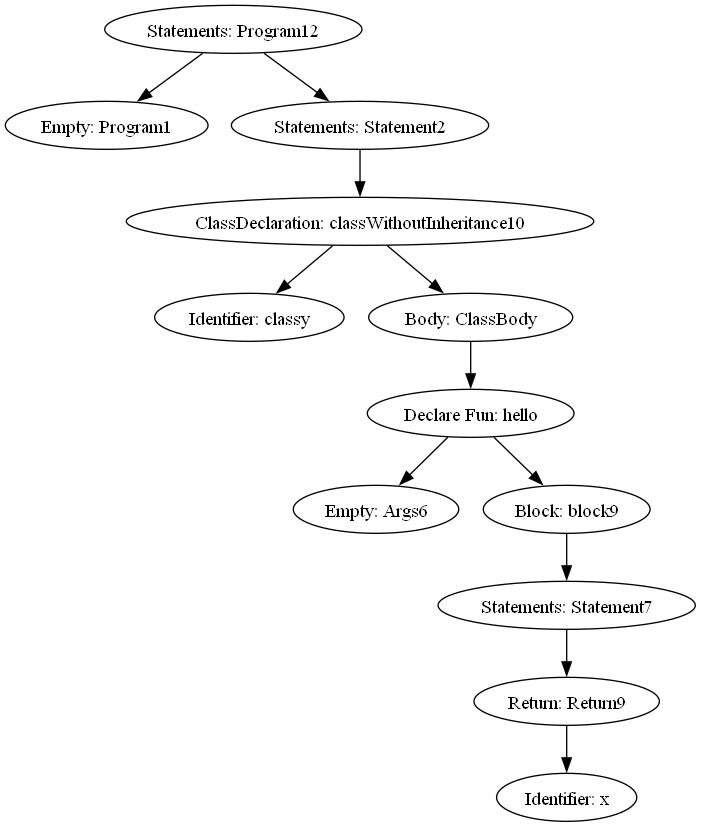 Statements: Program12
Empty: Program1
Statements: Statement2
ClassDeclaration: classWithoutInheritance10
Identifier: classy
Body: ClassBody
Declare Fun: hello
Empty: Args6
Block: block9
Statements: Statement7
Return: Return9
Identifier: x